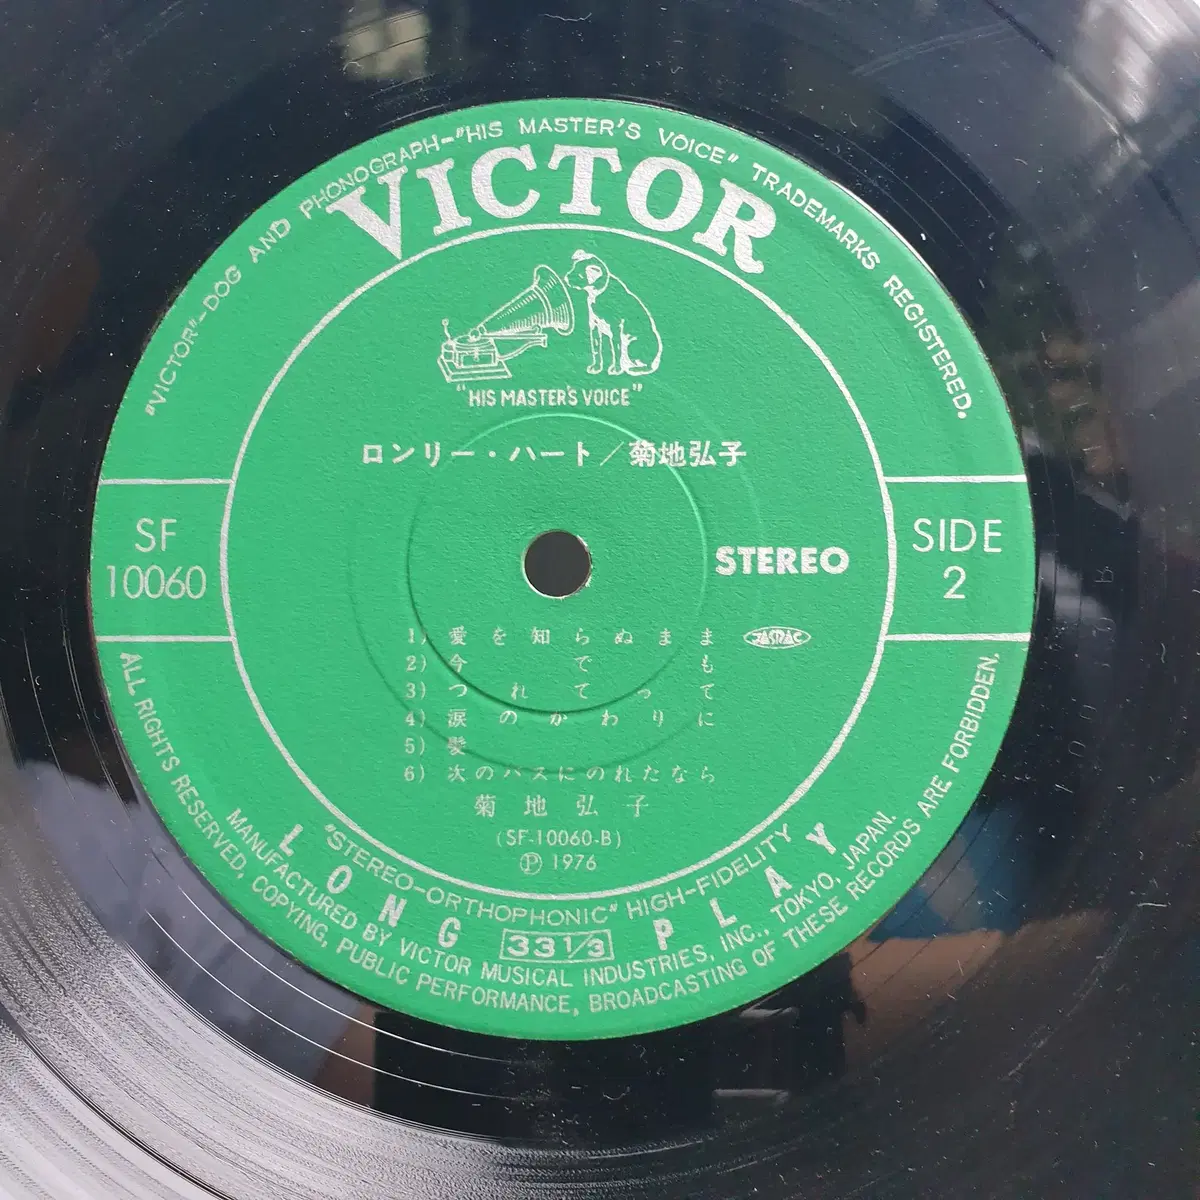 "VICTOR"-DOG AND PHONOGRAPH-"HIS MASTER'S VOICE" TRADEMARKS REGISTERED.
VICTOR
"HIS MASTER'S VOICE"
ロンリー・ハート／菊地弘子
SF
10060
STEREO
SIDE
2
1) 愛を知らぬまま JASRAC
2) 今でも
3) つれてって
4) 涙のかわりに
5) 髪
6) 次のバスにのれたなら
菊地弘子
(SF-10060-B)
Ⓟ 1976
"STEREO-ORTHOPHONIC" HIGH-FIDELITY
LONG 33 1/3 PLAY
MANUFACTURED BY VICTOR MUSICAL INDUSTRIES, INC., TOKYO, JAPAN.
ALL RIGHTS RESERVED, COPYING, PUBLIC PERFORMANCE, BROADCASTING OF THESE RECORDS ARE FORBIDDEN.